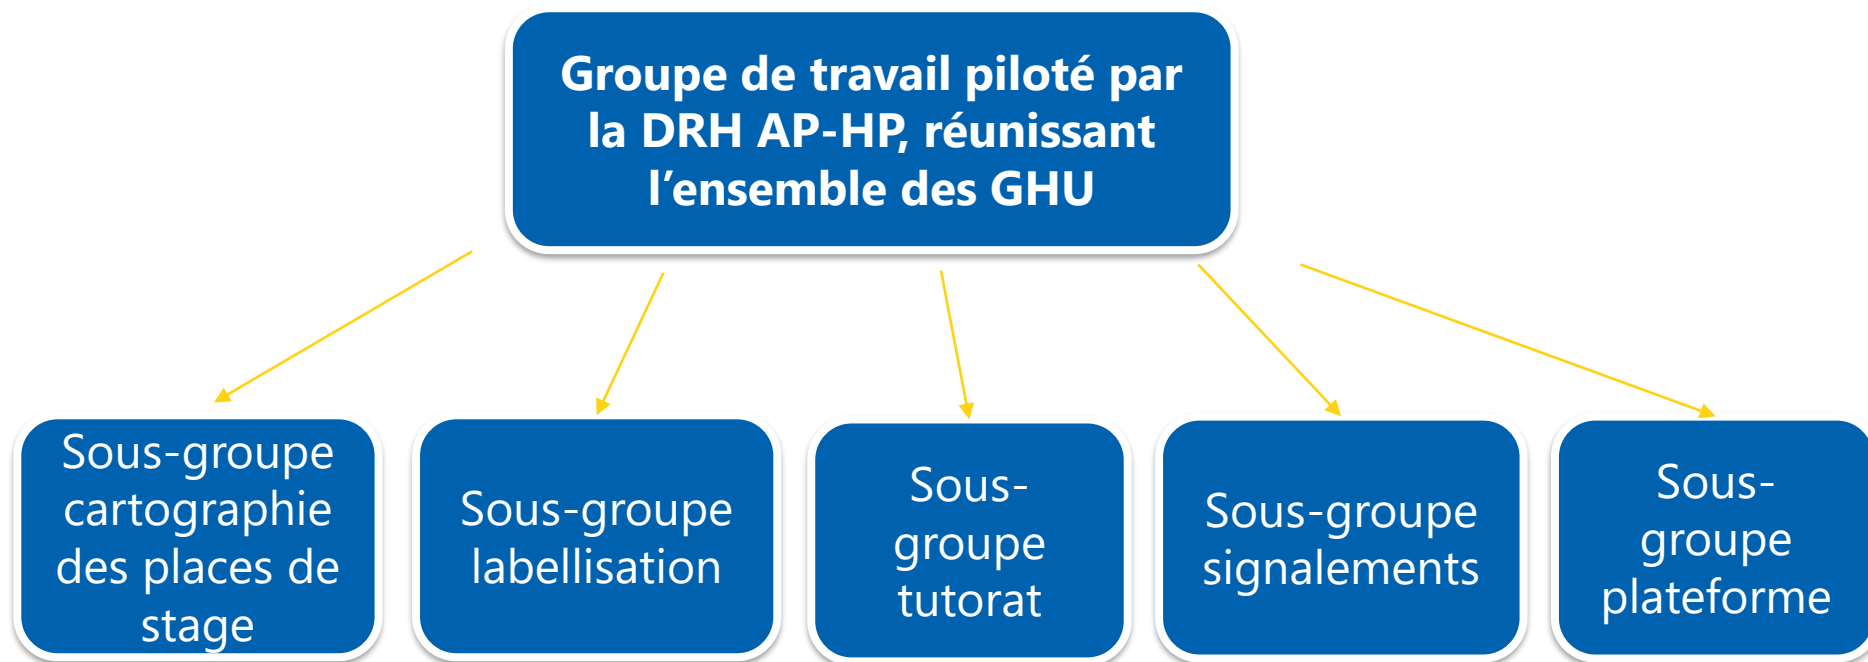 Groupe de travail piloté par
la DRH AP-HP, réunissant
l’ensemble des GHU
Sous-groupe
cartographie
des places de
stage
Sous-groupe
labellisation
Sous-
groupe
tutorat
Sous-groupe
signalements
Sous-
groupe
plateforme